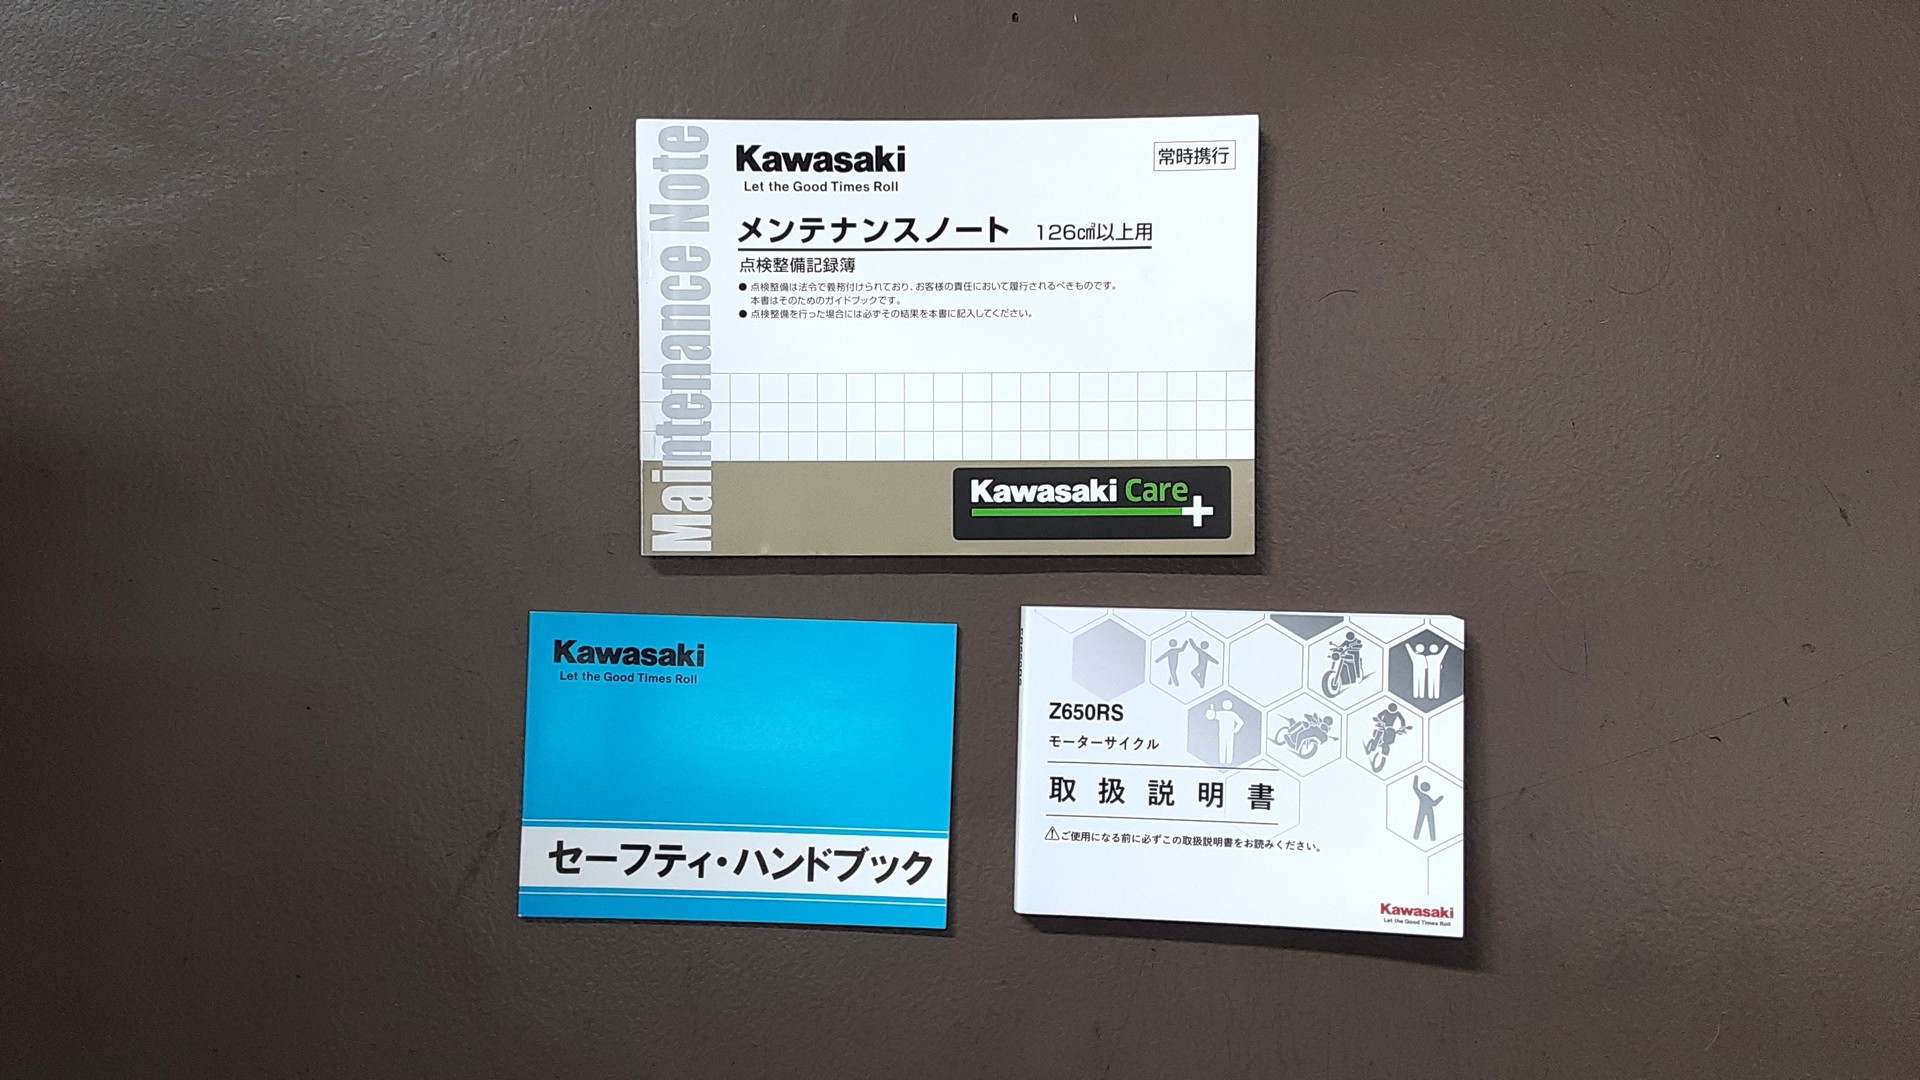 Maintenance Note
Kawasaki
Let the Good Times Roll
常時携行
メンテナンスノート 126c㎥以上用
点検整備記録簿
● 点検整備は法令で義務付けられており、お客様の責任において履行されるべきものです。
本書はそのためのガイドブックです。
● 点検整備を行った場合には必ずその結果を本書に記入してください。
Kawasaki Care
Kawasaki
Let the Good Times Roll
セーフティ・ハンドブック
Z650RS
モーターサイクル
取扱説明書
⚠ご使用になる前に必ずこの取扱説明書をお読みください。
Kawasaki
Let the Good Times Roll